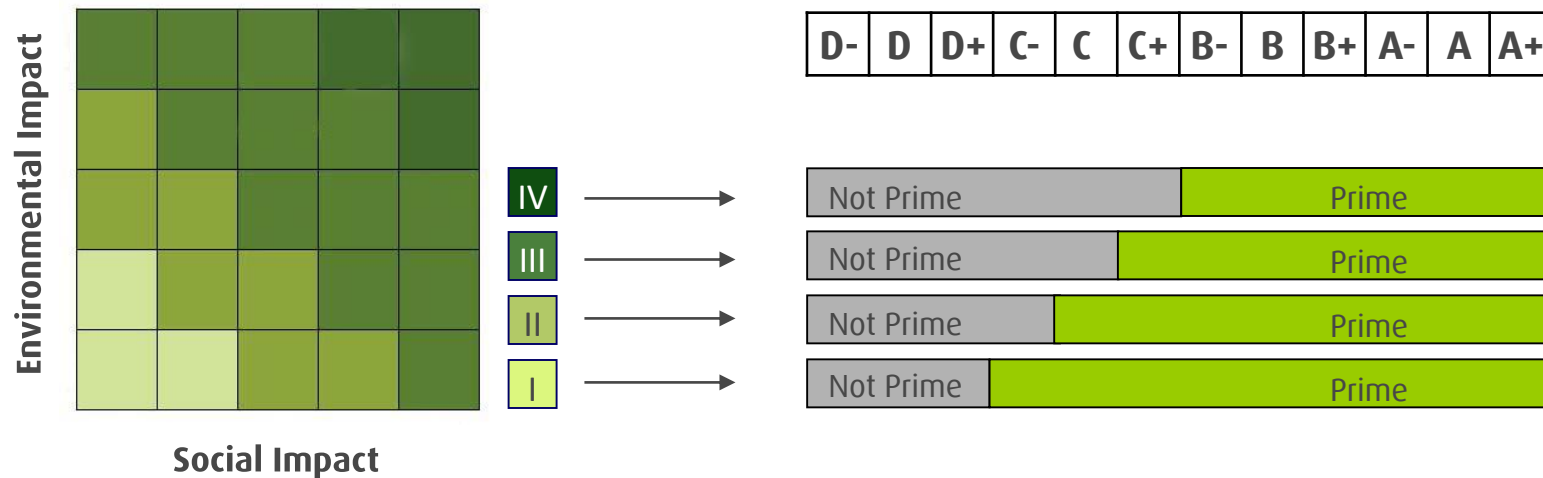 Environmental Impact
Social Impact
D- D D+ C- C C+ B- B B+ A- A A+
IV Not Prime Prime
III Not Prime Prime
II Not Prime Prime
I Not Prime Prime